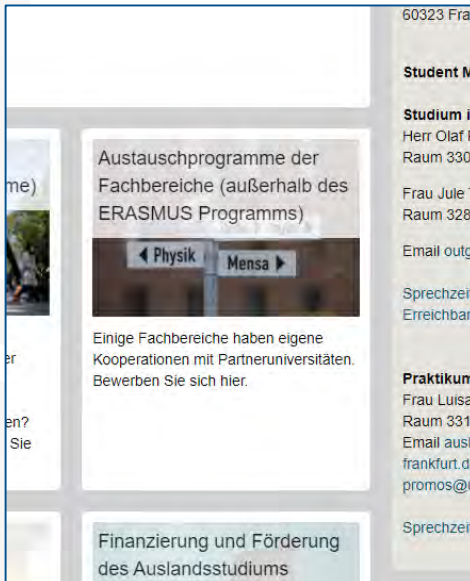 me)
er
en?
Sie
Austauschprogramme der
Fachbereiche (außerhalb des
ERASMUS Programms)
Physik
Mensa
Einige Fachbereiche haben eigene
Kooperationen mit Partneruniversitäten.
Bewerben Sie sich hier.
Finanzierung und Förderung
des Auslandsstudiums
60323 Fra
Student M
Studium i
Herr Olaf
Raum 330
Frau Jule
Raum 328
Email outg
Sprechzei
Erreichbar
Praktikum
Frau Luisa
Raum 331
Email ausl
frankfurt.d
promos@
Sprechzei